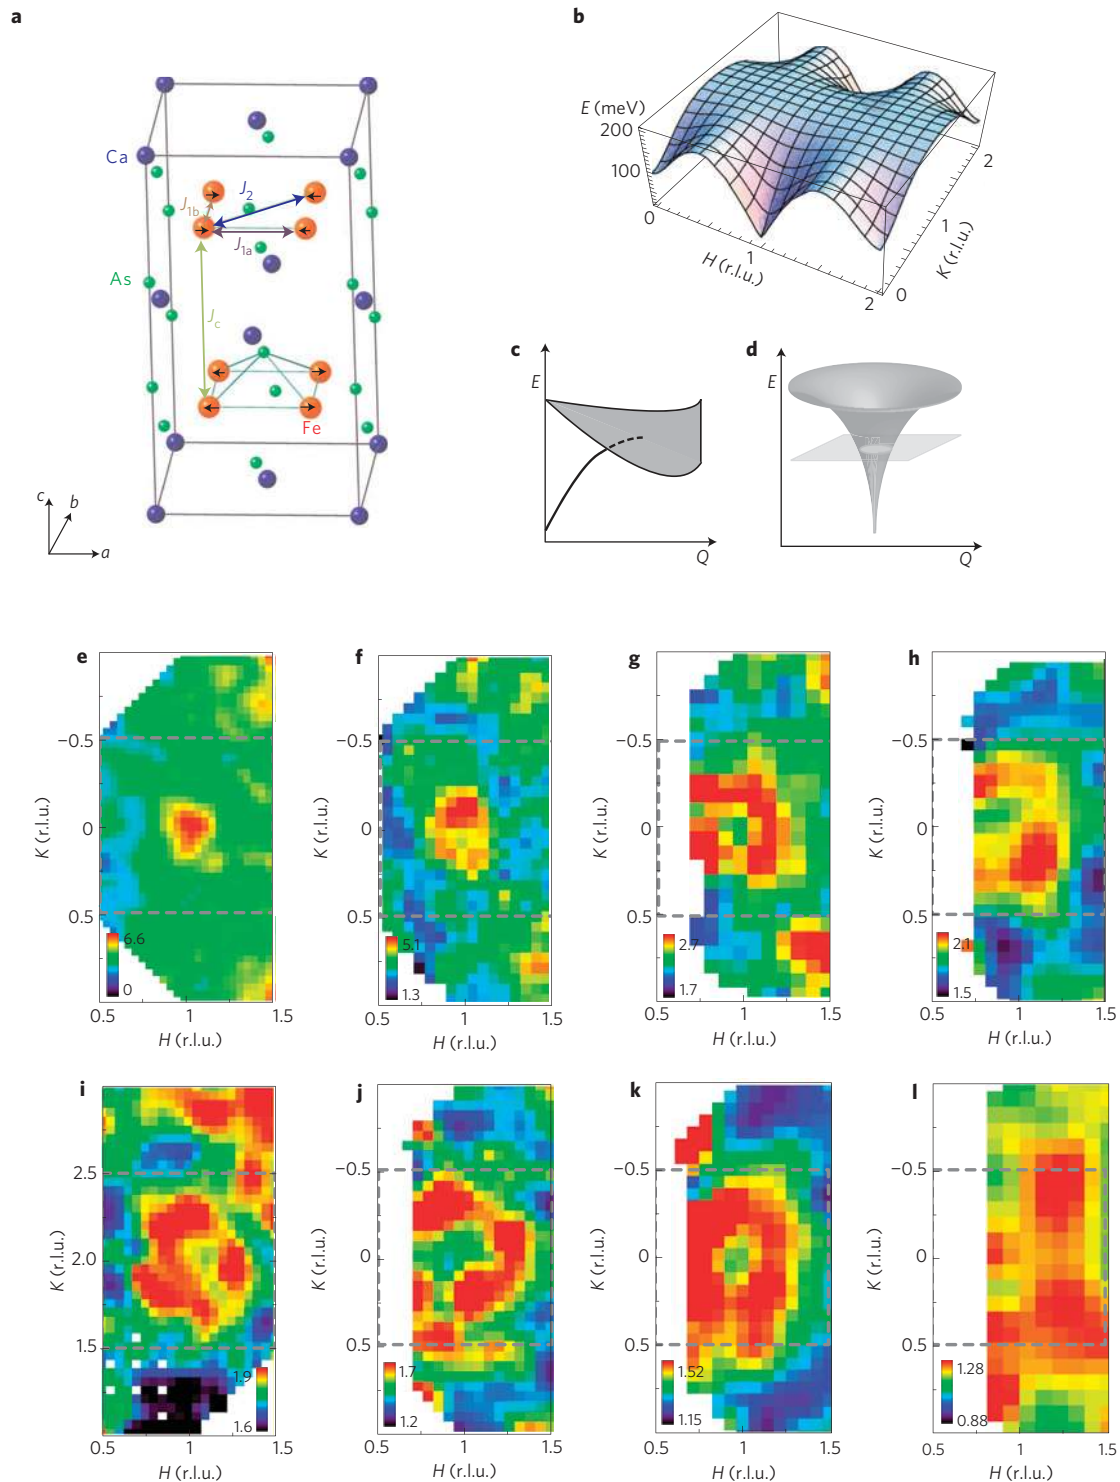 a
Ca
As
J1b
J2
J1a
Jc
Fe
c
b
a
b
E (meV)
200
100
0
1
2
H (r.l.u.)
0
1
2
K (r.l.u.)
c
E
Q
d
E
Q
e
−0.5
0
0.5
K (r.l.u.)
6.6
0
0.5
1
1.5
H (r.l.u.)
f
−0.5
0
0.5
K (r.l.u.)
5.1
1.3
0.5
1
1.5
H (r.l.u.)
g
−0.5
0
0.5
K (r.l.u.)
2.7
1.7
0.5
1
1.5
H (r.l.u.)
h
−0.5
0
0.5
K (r.l.u.)
2.1
1.5
0.5
1
1.5
H (r.l.u.)
i
2.5
2.0
1.5
K (r.l.u.)
1.9
1.6
0.5
1
1.5
H (r.l.u.)
j
−0.5
0
0.5
K (r.l.u.)
1.7
1.2
0.5
1
1.5
H (r.l.u.)
k
−0.5
0
0.5
K (r.l.u.)
1.52
1.15
0.5
1
1.5
H (r.l.u.)
l
−0.5
0
0.5
K (r.l.u.)
1.28
0.88
0.5
1
1.5
H (r.l.u.)